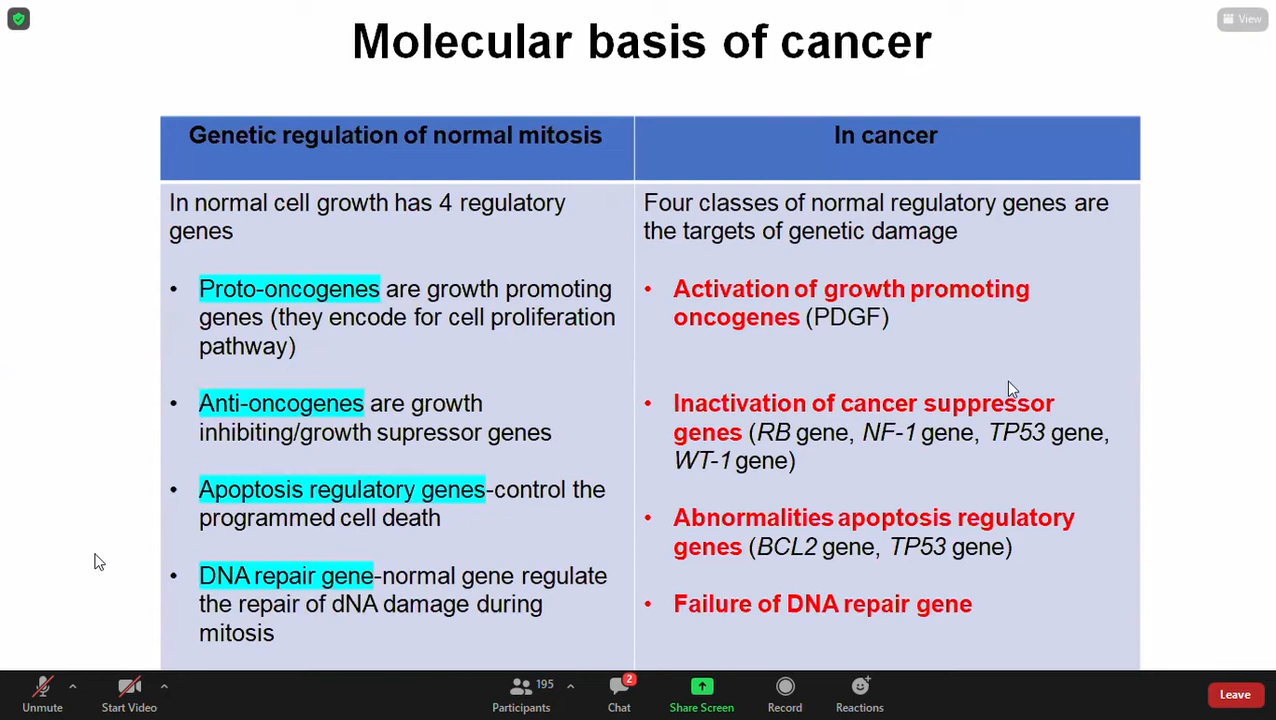 View
Molecular basis of cancer
Genetic regulation of normal mitosis
In cancer
In normal cell growth has 4 regulatory
genes
• Proto-oncogenes are growth promoting
genes (they encode for cell proliferation
pathway)
• Anti-oncogenes are growth
inhibiting/growth supressor genes
• Apoptosis regulatory genes-control the
programmed cell death
• DNA repair gene-normal gene regulate
the repair of dNA damage during
mitosis
Four classes of normal regulatory genes are
the targets of genetic damage
• Activation of growth promoting
oncogenes (PDGF)
• Inactivation of cancer suppressor
genes (RB gene, NF-1 gene, TP53 gene,
WT-1 gene)
• Abnormalities apoptosis regulatory
genes (BCL2 gene, TP53 gene)
• Failure of DNA repair gene
Unmute
Start Video
195
Participants
2
Chat
Share Screen
Record
Reactions
Leave